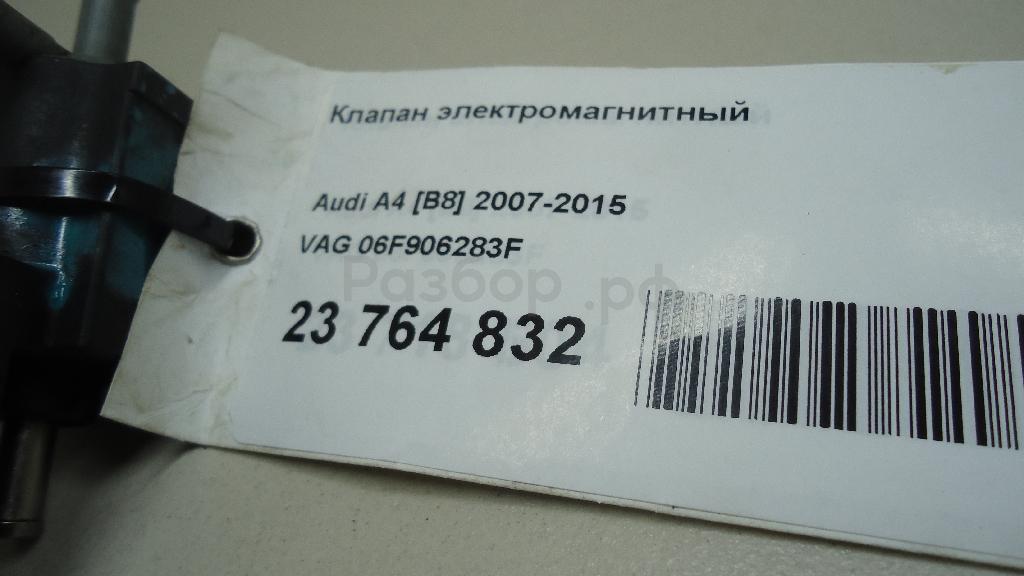 Клапан электромагнитный
Audi A4 [B8] 2007-2015
VAG 06F906283F
Разбор.рф
23 764 832